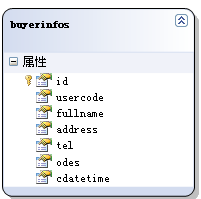 buyerinfos
属性
id
usercode
fullname
address
tel
odes
cdatetime